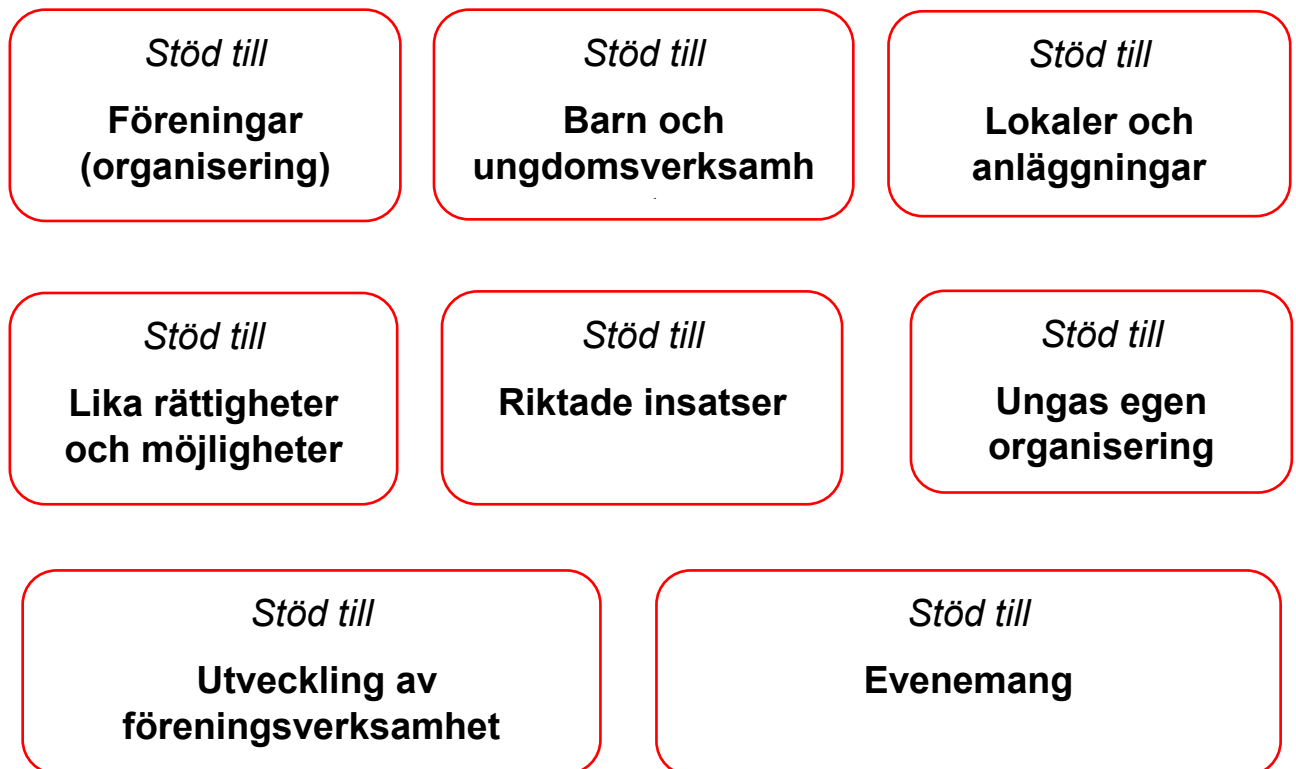 Stöd till
Föreningar
(organisering)
Stöd till
Barn och
ungdomsverksamh
Stöd till
Lokaler och
anläggningar
Stöd till
Lika rättigheter
och möjligheter
Stöd till
Riktade insatser
Stöd till
Ungas egen
organisering
Stöd till
Utveckling av
föreningsverksamhet
Stöd till
Evenemang